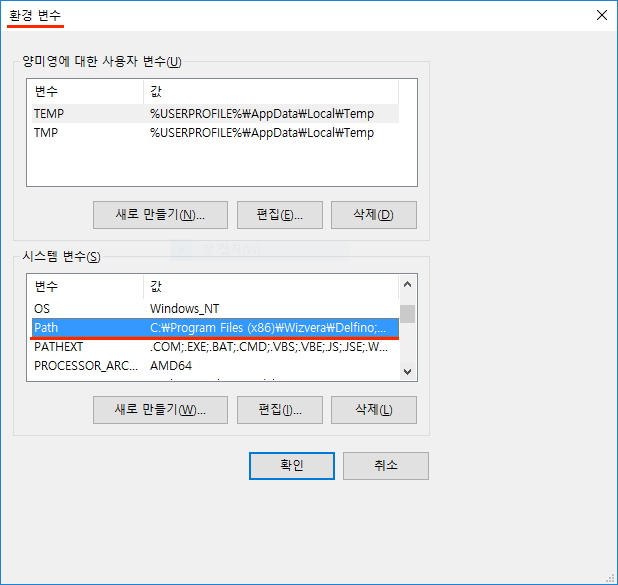 환경 변수
양미영에 대한 사용자 변수(U)
변수 값
TEMP %USERPROFILE%₩AppData₩Local₩Temp
TMP %USERPROFILE%₩AppData₩Local₩Temp
새로 만들기(N)... 편집(E)... 삭제(D)
시스템 변수(S)
변수 값
OS Windows_NT
Path C:₩Program Files (x86)₩Wizvera₩Delfino;...
PATHEXT .COM;.EXE;.BAT;.CMD;.VBS;.VBE;.JS;.JSE;.W...
PROCESSOR_ARC... AMD64
새로 만들기(W)... 편집(I)... 삭제(L)
확인 취소